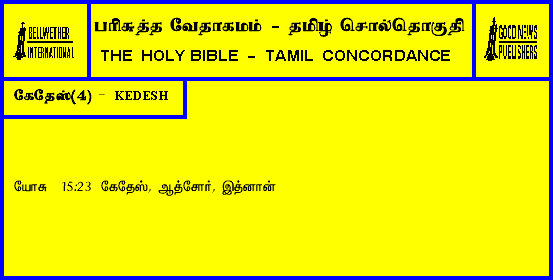 BELLWETHER
INTERNATIONAL
பரிசுத்த வேதாகமம் - தமிழ் சொல்தொகுதி
THE HOLY BIBLE - TAMIL CONCORDANCE
GOOD NEWS
PUBLISHERS
கேதேஸ்(4) - KEDESH
யோசு 15:23 கேதேஸ், ஆத்சோர், இத்னான்